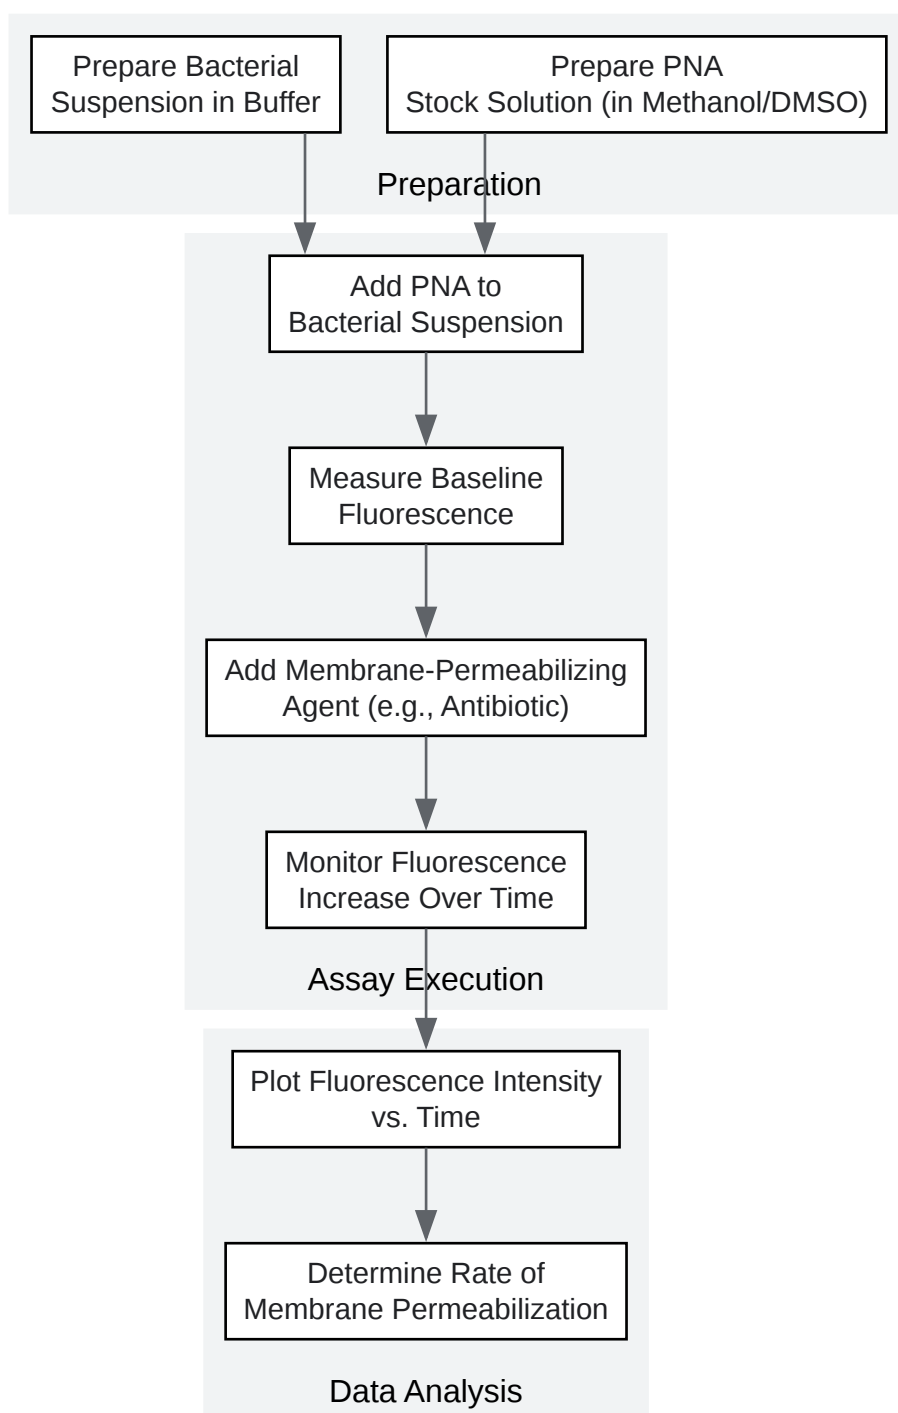 Prepare Bacterial
Suspension in Buffer
Prepare PNA
Stock Solution (in Methanol/DMSO)
Preparation
Add PNA to
Bacterial Suspension
Measure Baseline
Fluorescence
Add Membrane-Permeabilizing
Agent (e.g., Antibiotic)
Monitor Fluorescence
Increase Over Time
Assay Execution
Plot Fluorescence Intensity
vs. Time
Determine Rate of
Membrane Permeabilization
Data Analysis